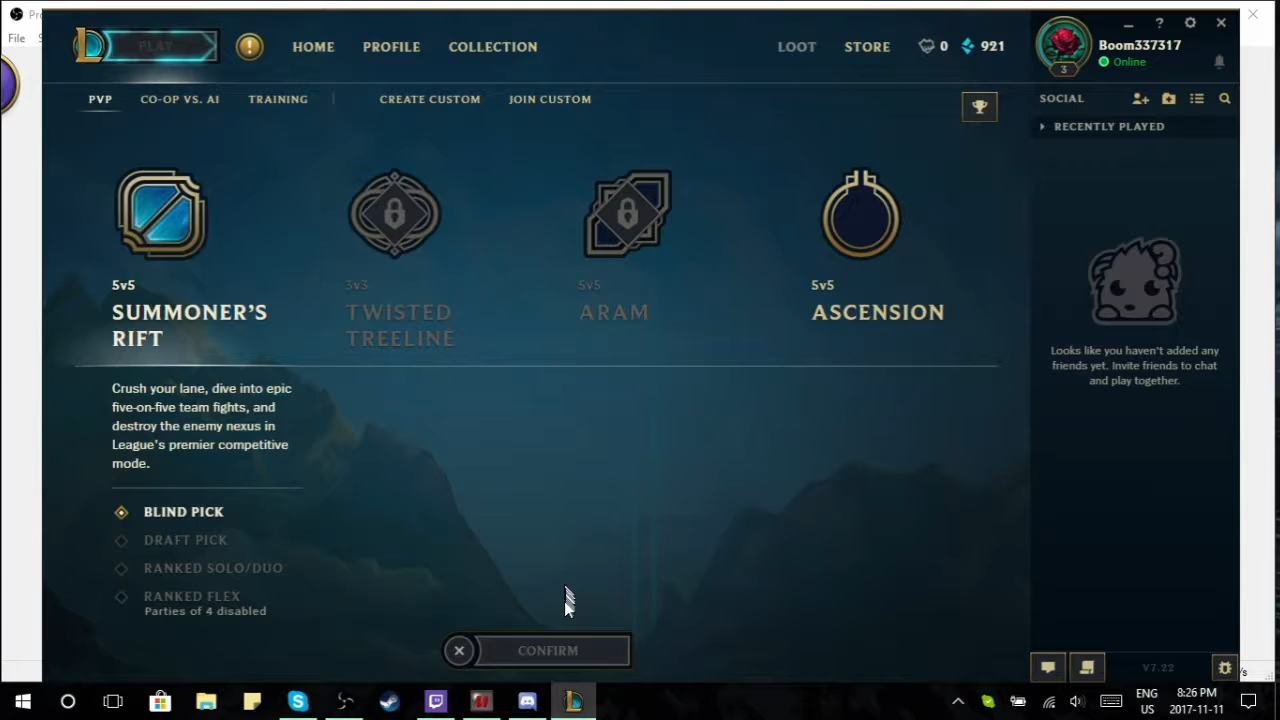 Pro
File
PLAY
!
HOME
PROFILE
COLLECTION
LOOT
STORE
0
921
3
Boom337317
Online
PVP
CO-OP VS. AI
TRAINING
CREATE CUSTOM
JOIN CUSTOM
SOCIAL
RECENTLY PLAYED
5v5
SUMMONER'S
RIFT
3v3
TWISTED
TREELINE
5v5
ARAM
5v5
ASCENSION
Crush your lane, dive into epic
five-on-five team fights, and
destroy the enemy nexus in
League's premier competitive
mode.
BLIND PICK
DRAFT PICK
RANKED SOLO/DUO
RANKED FLEX
Parties of 4 disabled
CONFIRM
Looks like you haven't added any
friends yet. Invite friends to chat
and play together.
V7.22
ENG
US
8:26 PM
2017-11-11